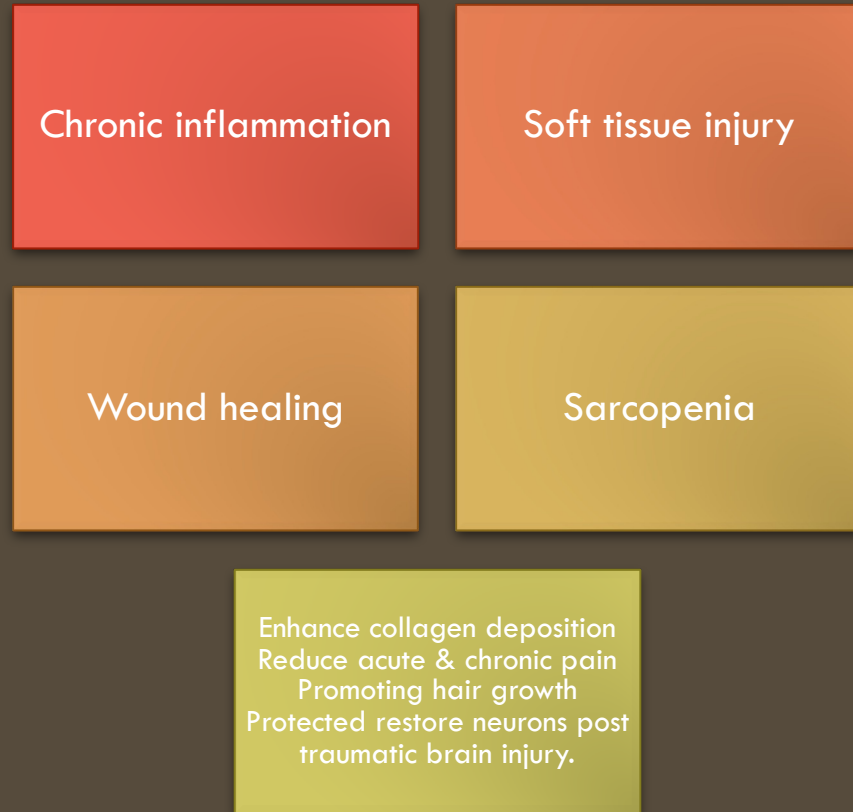 Chronic inflammation
Soft tissue injury
Wound healing
Sarcopenia
Enhance collagen deposition
Reduce acute & chronic pain
Promoting hair growth
Protected restore neurons post
traumatic brain injury.